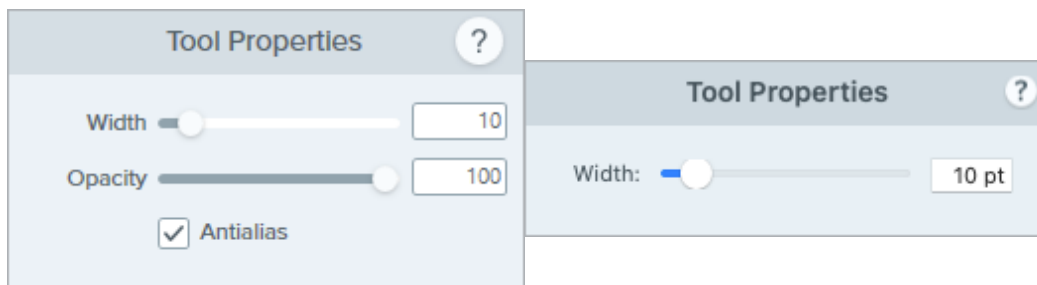 Tool Properties ?
Width 10
Opacity 100
Antialias
Tool Properties ?
Width: 10 pt